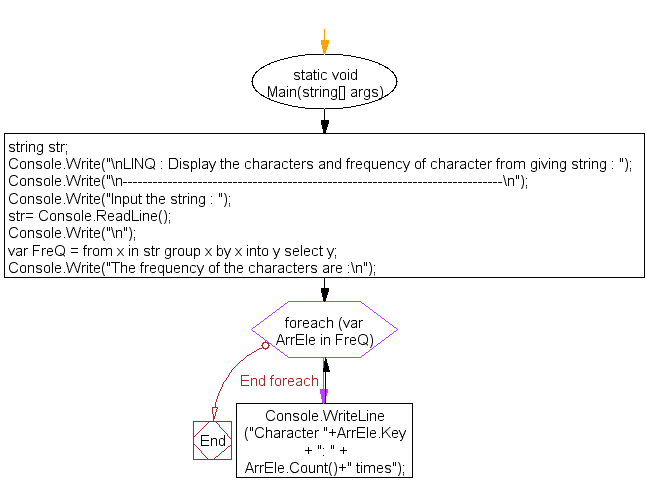 static void
Main(string[] args)
string str;
Console.Write("\nLINQ : Display the characters and frequency of character from giving string : ");
Console.Write("\n----------------------------------------------------------------------------\n");
Console.Write("Input the string : ");
str= Console.ReadLine();
Console.Write("\n");
var FreQ = from x in str group x by x into y select y;
Console.Write("The frequency of the characters are :\n");
foreach (var
ArrEle in FreQ)
End foreach
Console.WriteLine
("Character "+ArrEle.Key
+ ": " +
ArrEle.Count()+" times");
End